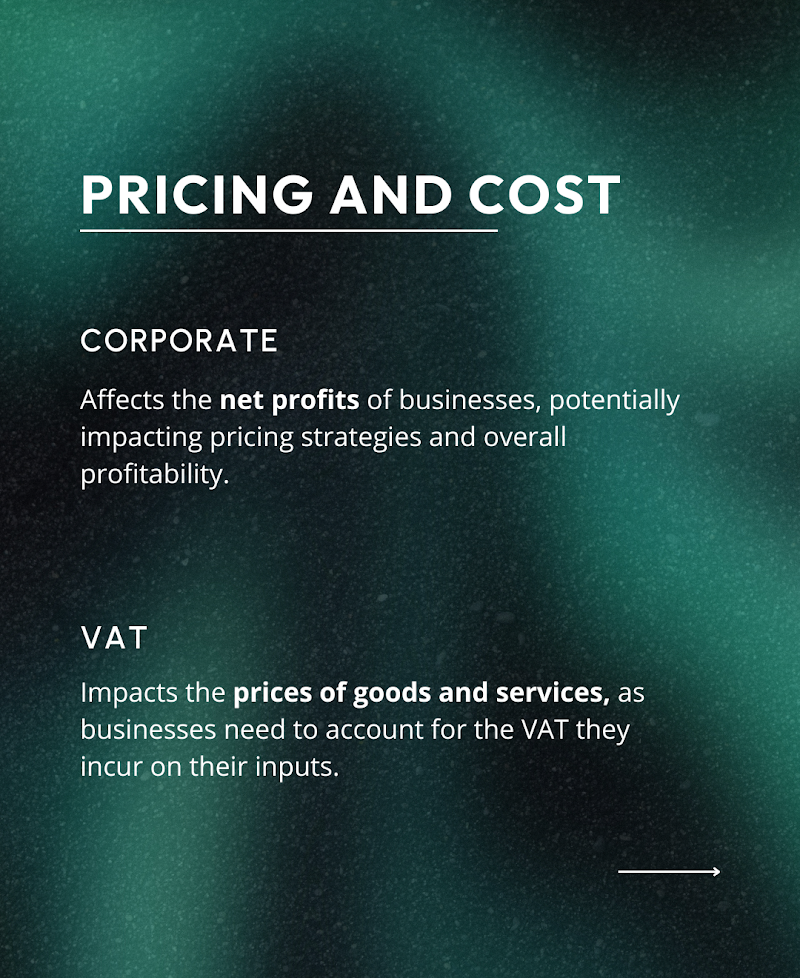 PRICING AND COST
CORPORATE
Affects the net profits of businesses, potentially
impacting pricing strategies and overall
profitability.
VAT
Impacts the prices of goods and services, as
businesses need to account for the VAT they
incur on their inputs.